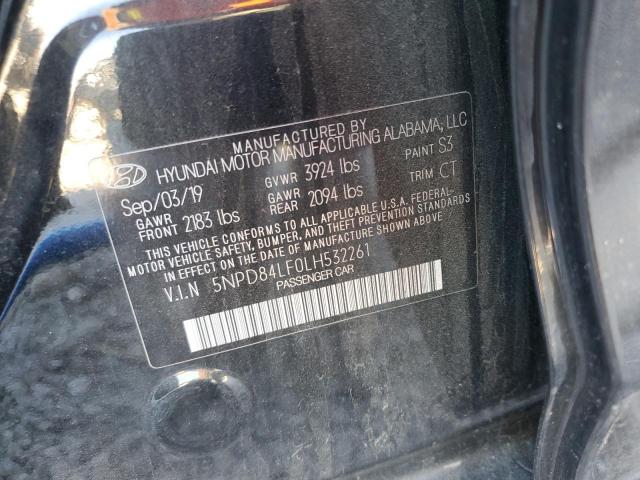 MANUFACTURED BY
HYUNDAI MOTOR MANUFACTURING ALABAMA, LLC
Sep/03/19 GVWR 3924 lbs PAINT S3
GAWR FRONT 2183 lbs GAWR REAR 2094 lbs TRIM CT
THIS VEHICLE CONFORMS TO ALL APPLICABLE U.S.A. FEDERAL-
MOTOR VEHICLE SAFETY, BUMPER, AND THEFT PREVENTION STANDARDS
IN EFFECT ON THE DATE OF MANUFACTURE SHOWN ABOVE
V.I.N 5NPD84LF0LH532261
PASSENGER CAR